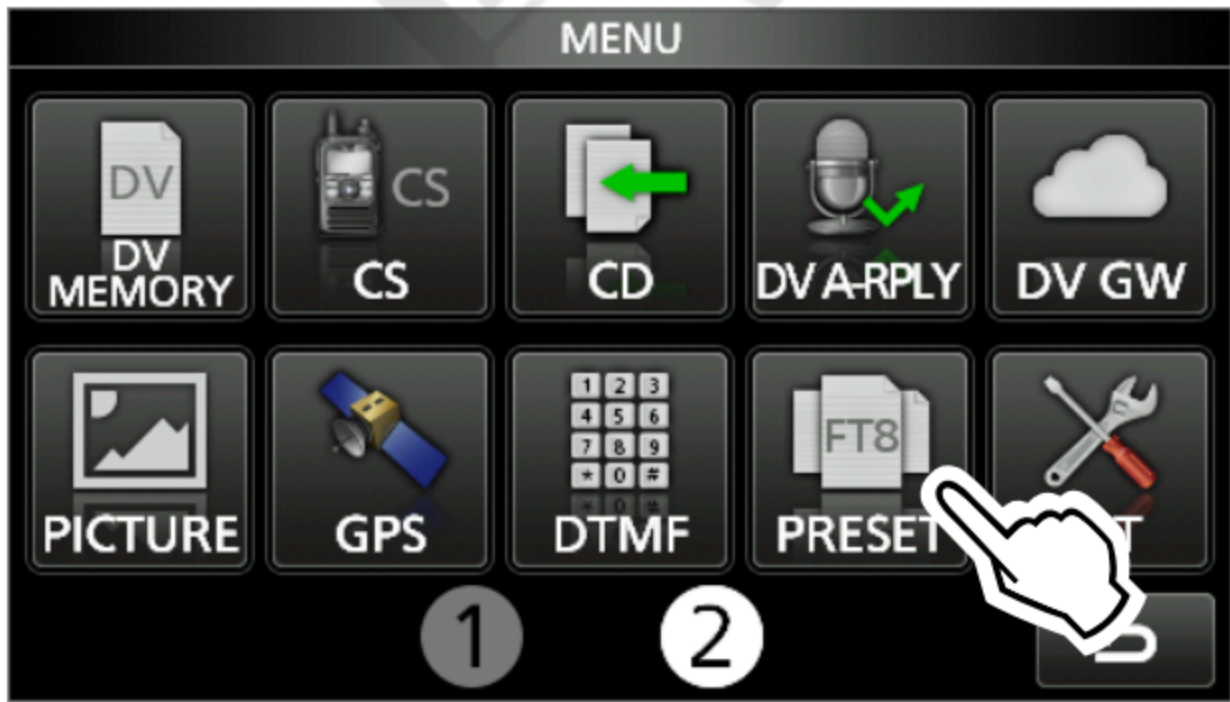 MENU
DV
DV
MEMORY
CS
CS
CD
DV A-RPLY
DV GW
PICTURE
GPS
1 2 3
4 5 6
7 8 9
* 0 #
DTMF
FT8
PRESET
1
2